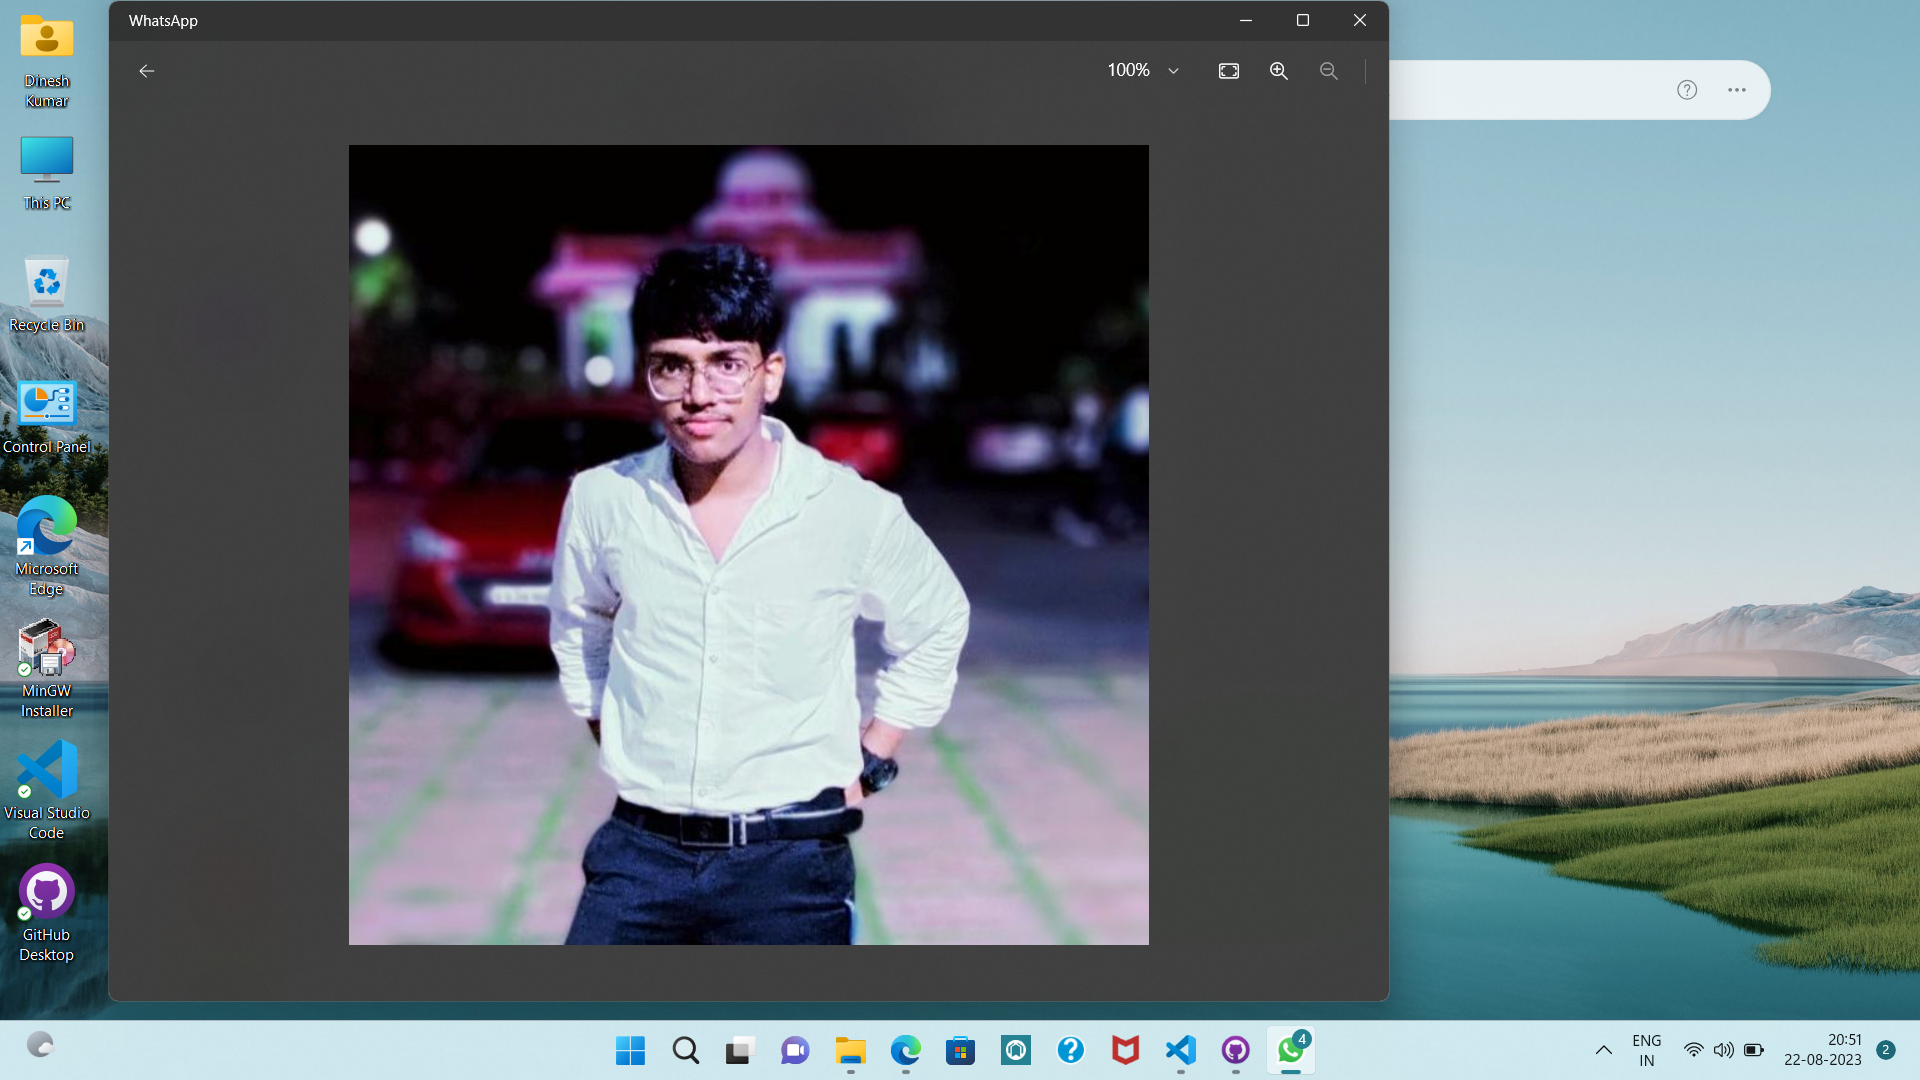 WhatsApp
100%
Dinesh
Kumar
This PC
Recycle Bin
Control Panel
Microsoft
Edge
MinGW
Installer
Visual Studio
Code
GitHub
Desktop
4
ENG
IN
20:51
22-08-2023
2